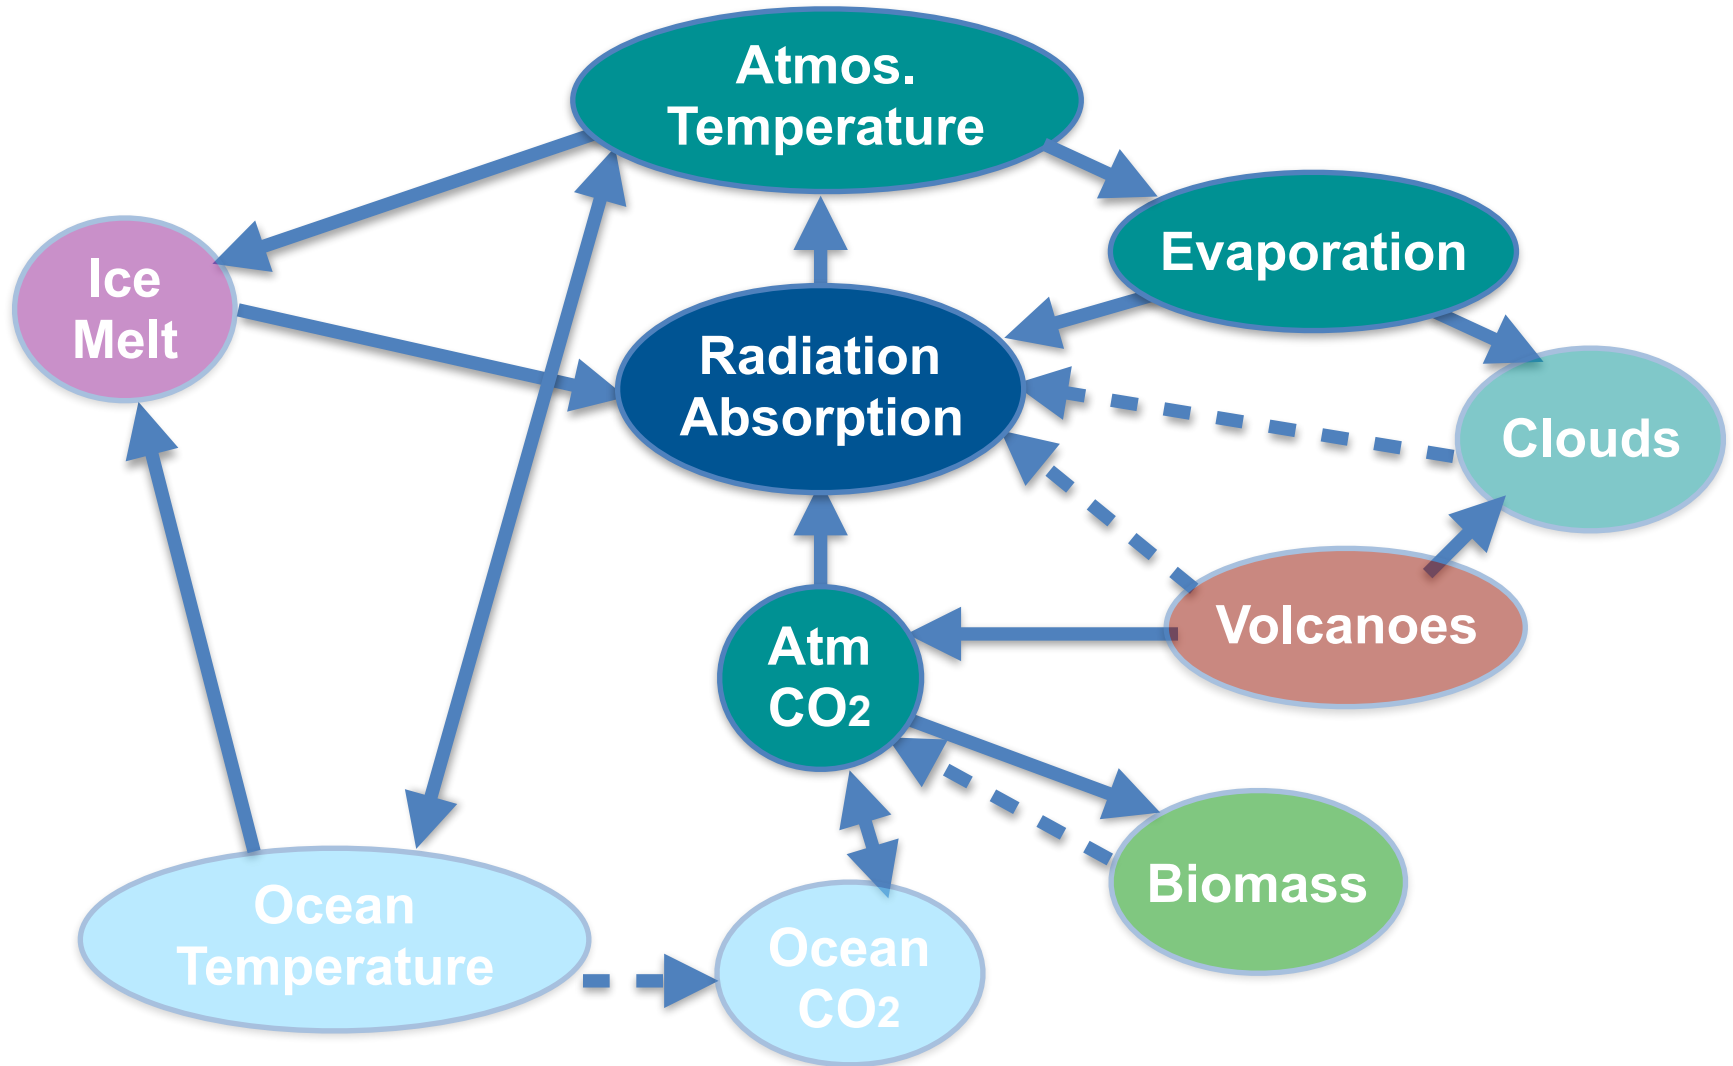 Atmos.
Temperature
Evaporation
Ice
Melt
Radiation
Absorption
Clouds
Volcanoes
Atm
CO2
Biomass
Ocean
Temperature
Ocean
CO2